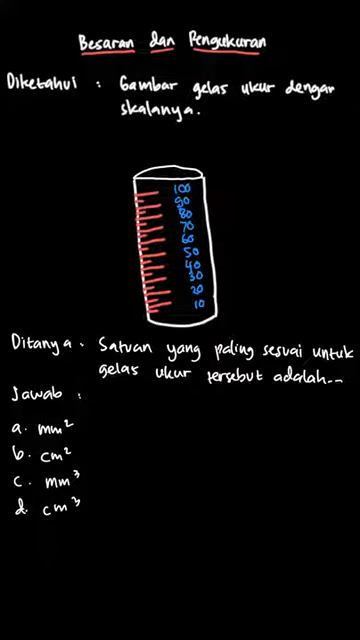 Besaran dan Pengukuran
Diketahui : Gambar gelas ukur dengan
skalanya.
100
90
80
70
60
50
40
30
20
10
Ditanya : Satuan yang paling sesuai untuk
gelas ukur tersebut adalah...
Jawab :
a. mm²
b. cm²
c. mm³
d. cm³